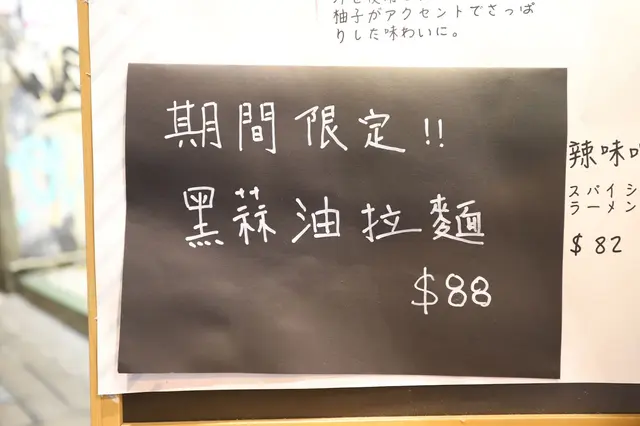 柚子がアクセントでさっぱ
りした味わいに。
期間限定!!
黑蒜油拉麵
$88
辣味
スパイシ
ラーメン
$82